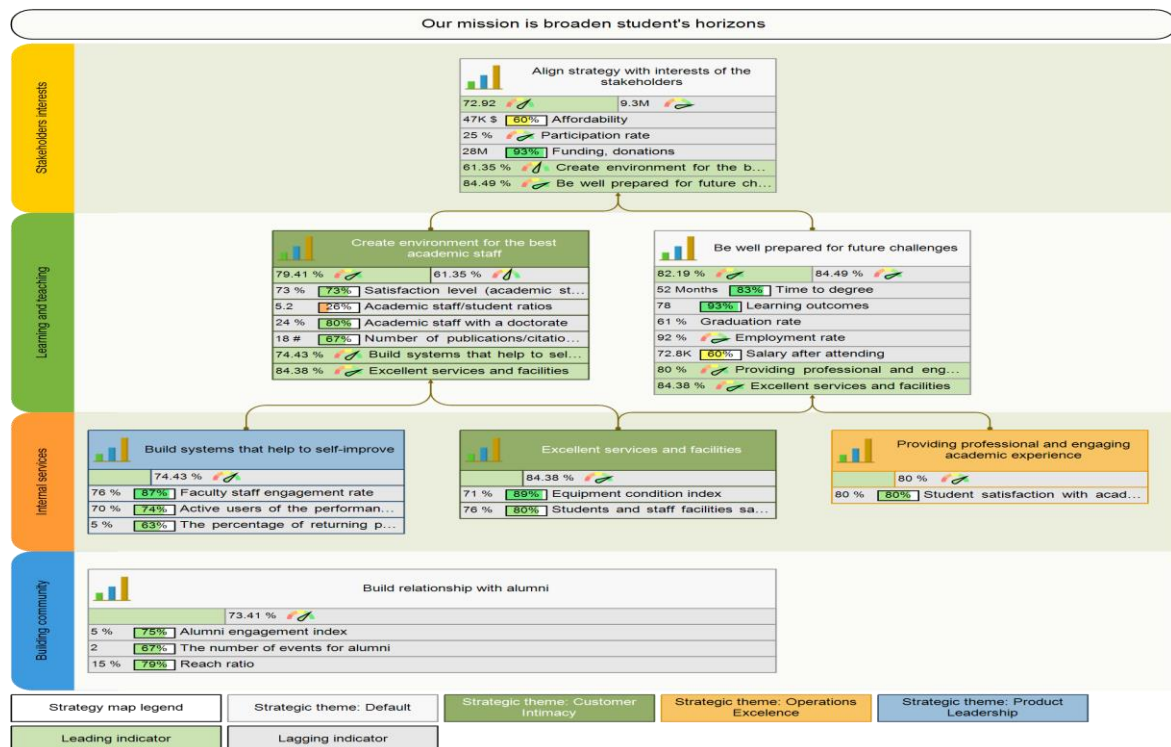 Our mission is broaden student's horizons
Stakeholders interests
Align strategy with interests of the
stakeholders
72.92
9.3M
47K $ 60% Affordability
25 % Participation rate
28M 93% Funding, donations
61.35 % Create environment for the b...
84.49 % Be well prepared for future ch...
Learning and teaching
Create environment for the best
academic staff
79.41 %
61.35 %
73 % 73% Satisfaction level (academic st...
5.2 26% Academic staff/student ratios
24 % 80% Academic staff with a doctorate
18 # 67% Number of publications/citatio...
74.43 % Build systems that help to sel...
84.38 % Excellent services and facilities
Be well prepared for future challenges
82.19 %
84.49 %
52 Months 83% Time to degree
78 93% Learning outcomes
61 % Graduation rate
92 % Employment rate
72.8K 60% Salary after attending
80 % Providing professional and eng...
84.38 % Excellent services and facilities
Internal services
Build systems that help to self-improve
74.43 %
76 % 87% Faculty staff engagement rate
70 % 74% Active users of the performan...
5 % 63% The percentage of returning p...
Excellent services and facilities
84.38 %
71 % 89% Equipment condition index
76 % 80% Students and staff facilities sa...
Providing professional and engaging
academic experience
80 %
80 % 80% Student satisfaction with acad...
Building community
Build relationship with alumni
73.41 %
5 % 75% Alumni engagement index
2 67% The number of events for alumni
15 % 79% Reach ratio
Strategy map legend
Strategic theme: Default
Strategic theme: Customer
Intimacy
Strategic theme: Operations
Excelence
Strategic theme: Product
Leadership
Leading indicator
Lagging indicator